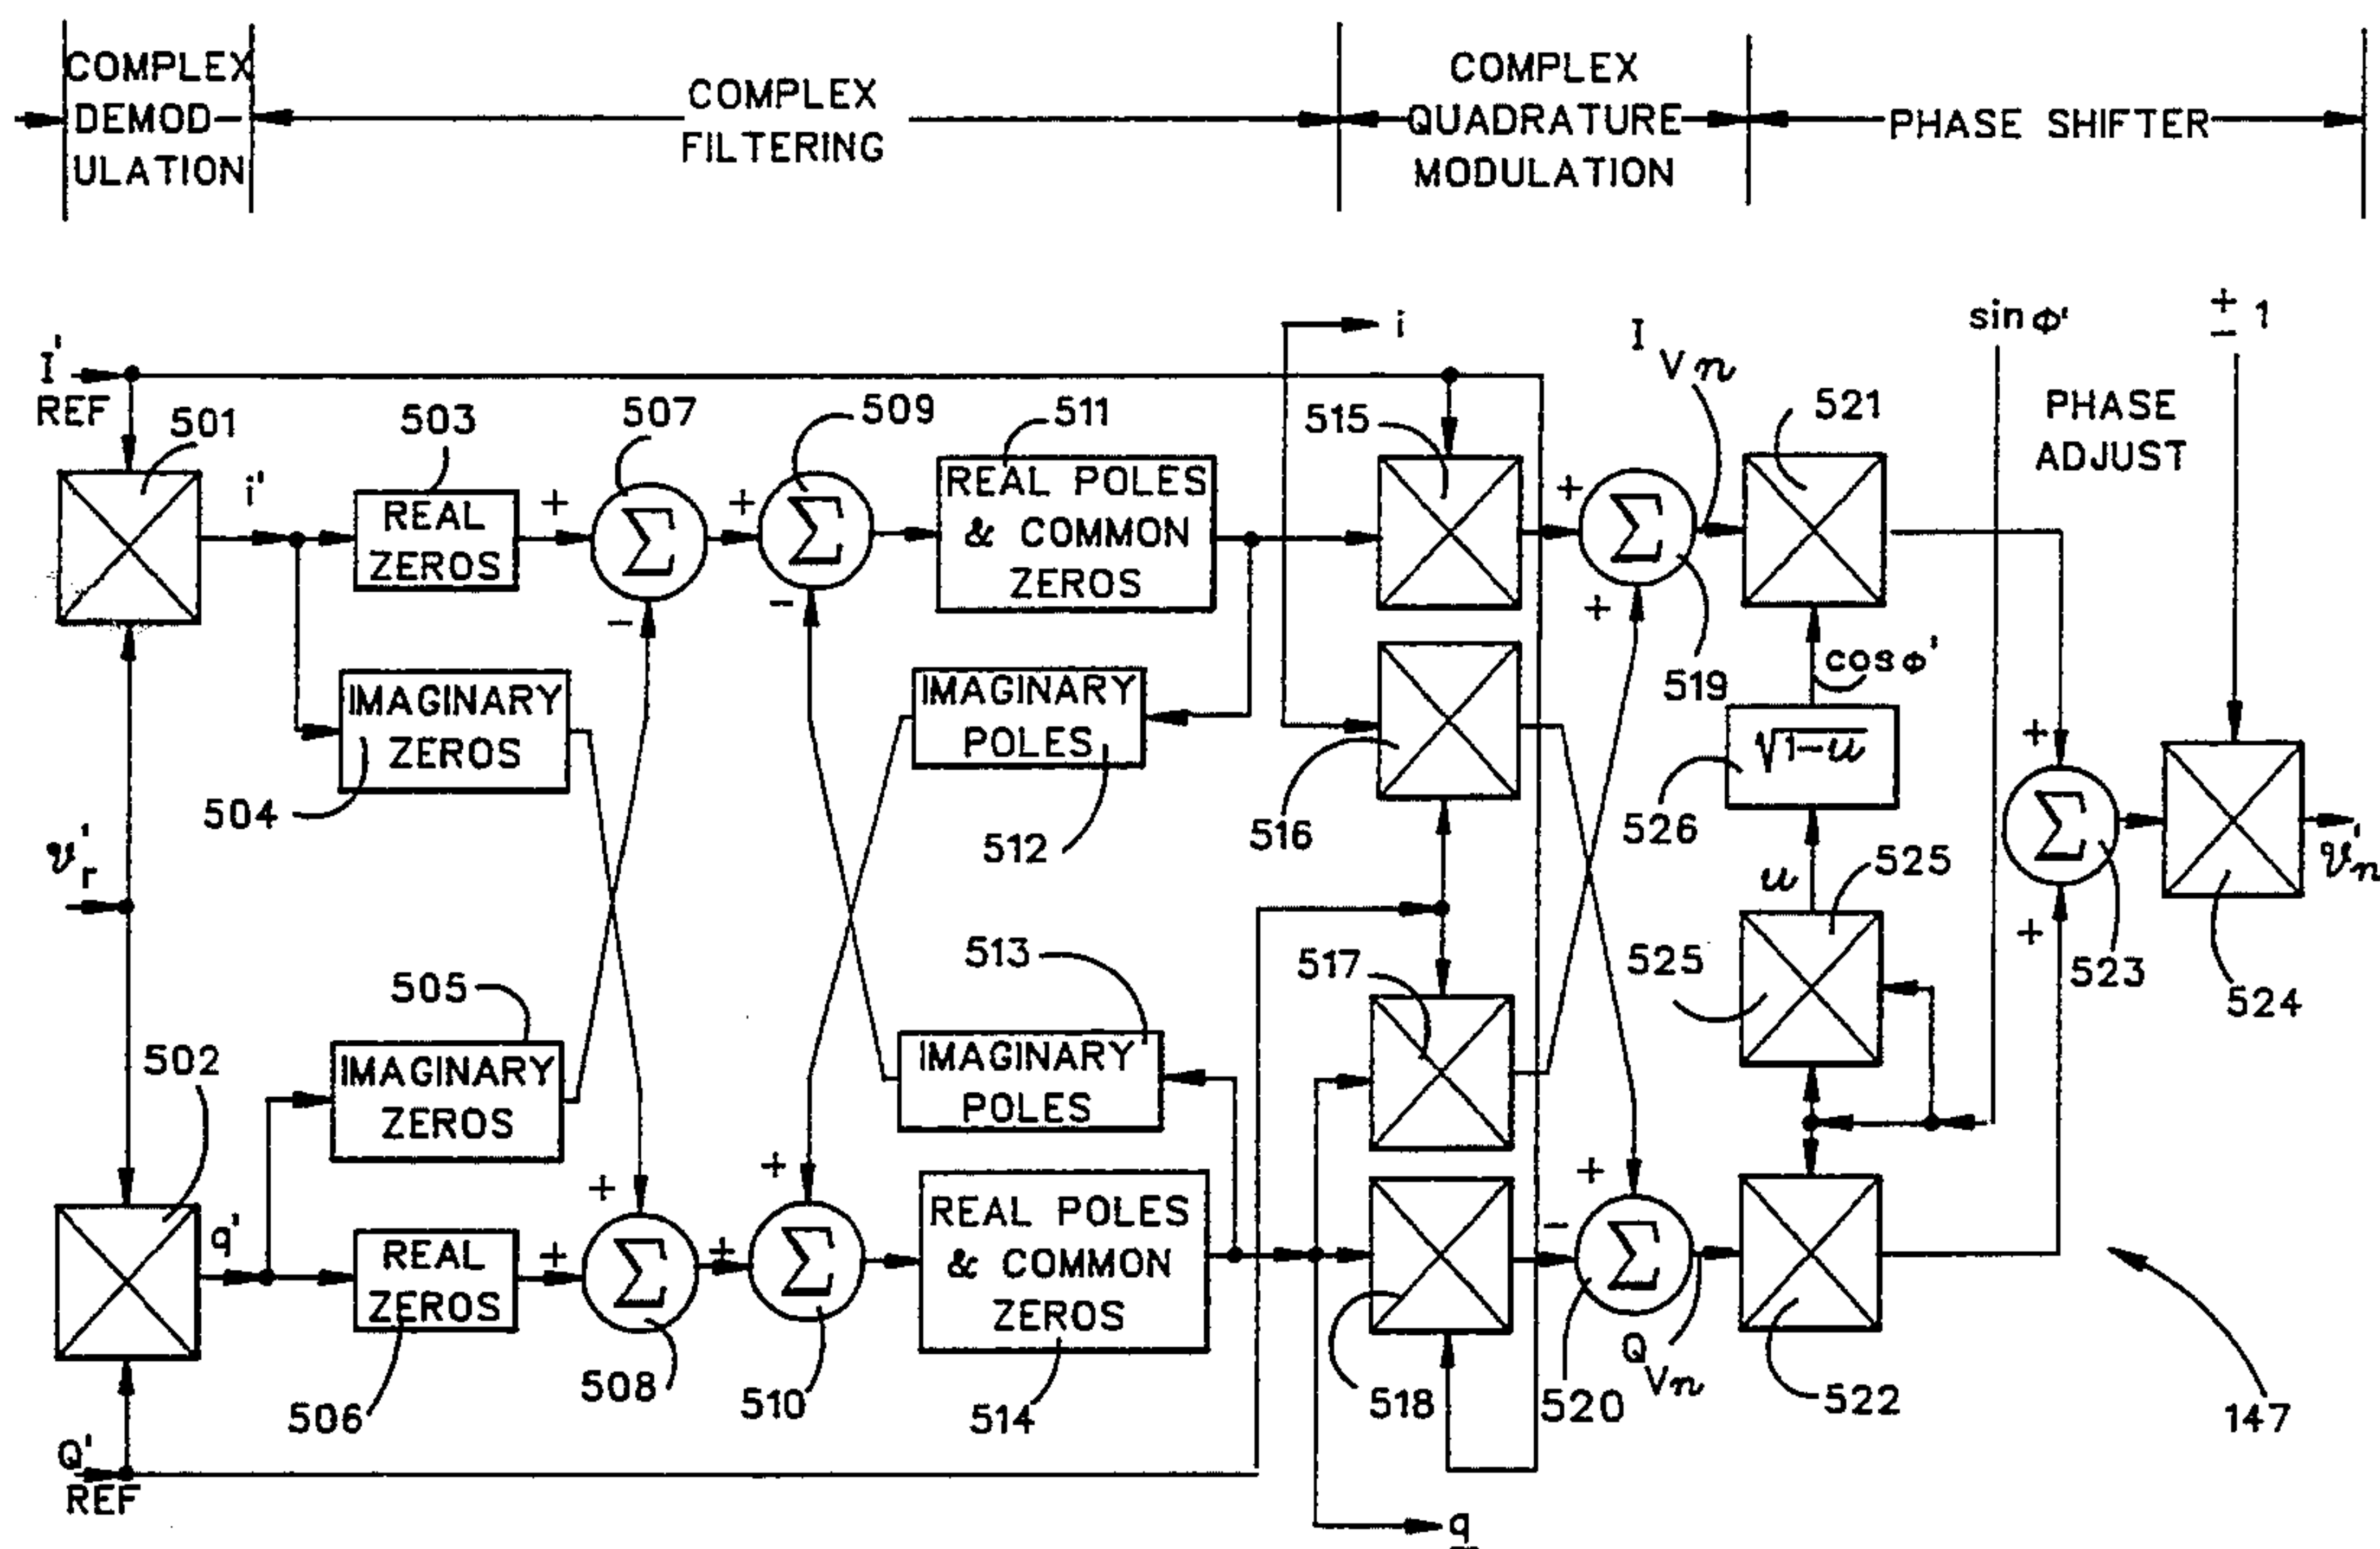 COMPLEX
DEMOD-
ULATION
COMPLEX
FILTERING
COMPLEX
QUADRATURE
MODULATION
PHASE SHIFTER
I'
REF
501
i'
503
REAL
ZEROS
+
507
Σ
-
+
509
Σ
-
511
REAL POLES
& COMMON
ZEROS
i
515
+
Σ
+
519
I Vn
521
sin φ'
PHASE
ADJUST
± 1
IMAGINARY
ZEROS
504
IMAGINARY
POLES
512
516
cos φ'
√1-u
526
+
Σ
+
523
524
v'n
v'r
u
525
525
505
IMAGINARY
ZEROS
513
IMAGINARY
POLES
517
502
q'
REAL
ZEROS
506
+
+
Σ
508
+
+
Σ
510
REAL POLES
& COMMON
ZEROS
514
518
+
-
Σ
520
Q Vn
522
147
Q'
REF
q